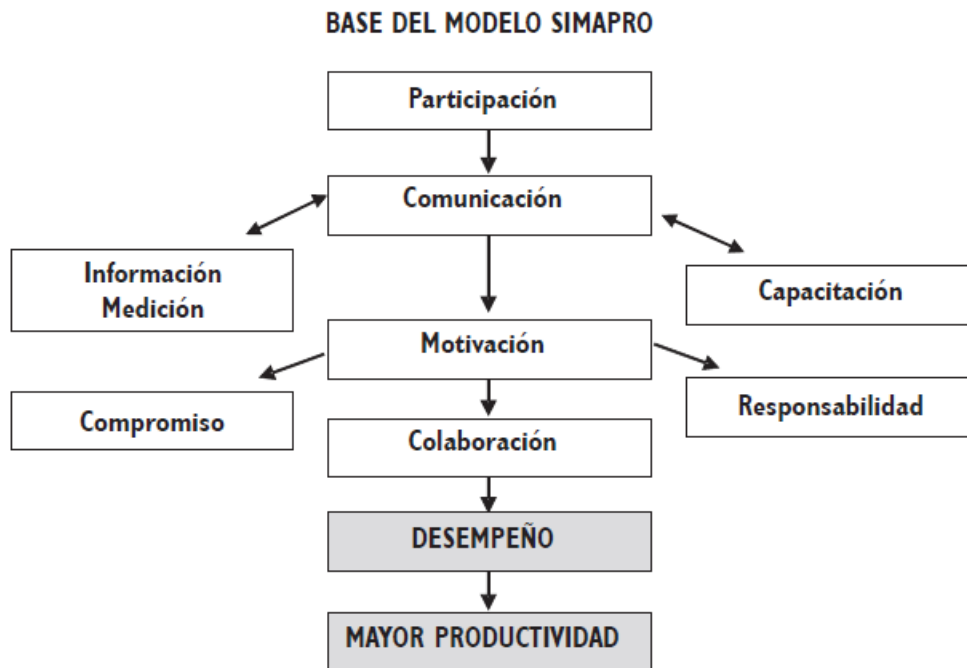 BASE DEL MODELO SIMAPRO
Participación
Comunicación
Información
Medición
Capacitación
Motivación
Compromiso
Responsabilidad
Colaboración
DESEMPEÑO
MAYOR PRODUCTIVIDAD